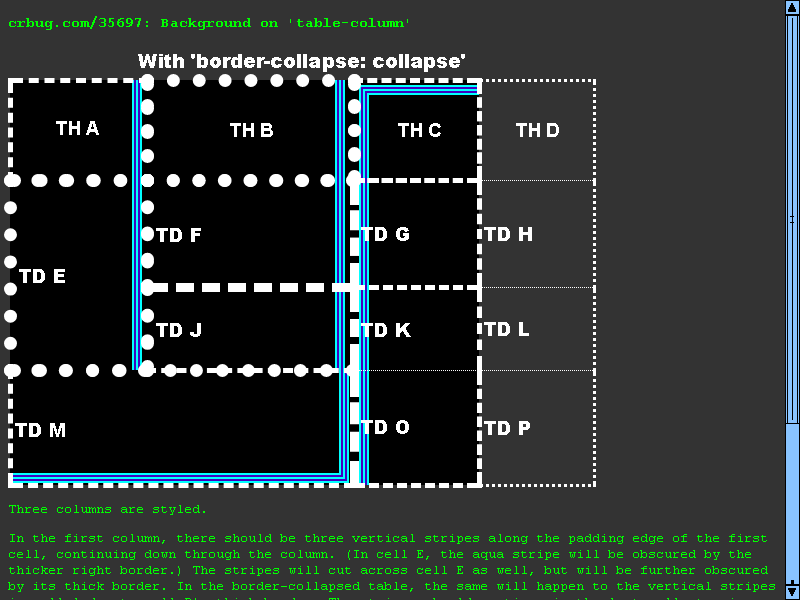 crbug.com/35697: Background on 'table-column'
With 'border-collapse: collapse'
TH A TH B TH C TH D
TD F TD G TD H
TD E
TD J TD K TD L
TD M TD O TD P
Three columns are styled.
In the first column, there should be three vertical stripes along the padding edge of the first
cell, continuing down through the column. (In cell E, the aqua stripe will be obscured by the
thicker right border.) The stripes will cut across cell E as well, but will be further obscured
by its thick border. In the border-collapsed table, the same will happen to the vertical stripes